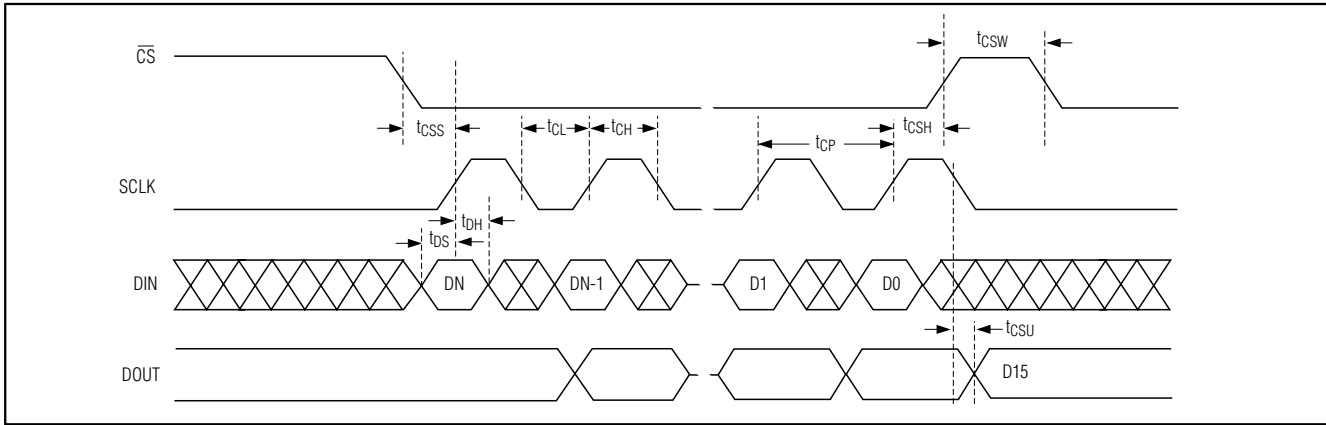 CS
tCSW
tCSS
tCL
tCH
tCP
tCSH
SCLK
tDH
tDS
DIN
DN
DN-1
D1
D0
tCSU
DOUT
D15